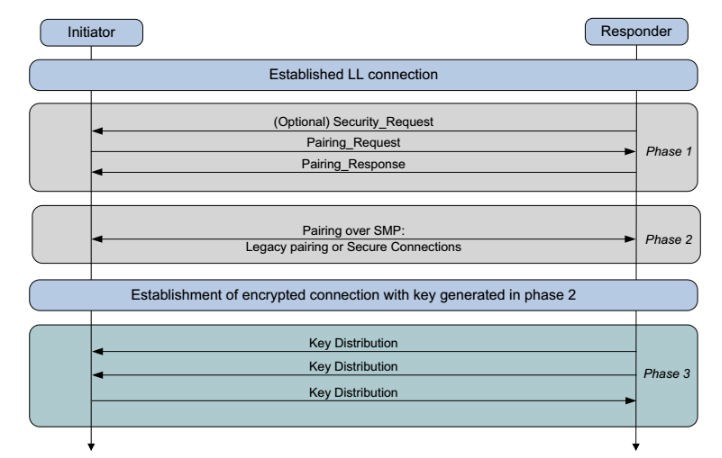 Initiator
Responder
Established LL connection
(Optional) Security_Request
Pairing_Request
Phase 1
Pairing_Response
Pairing over SMP:
Phase 2
Legacy pairing or Secure Connections
Establishment of encrypted connection with key generated in phase 2
Key Distribution
Key Distribution
Phase 3
Key Distribution